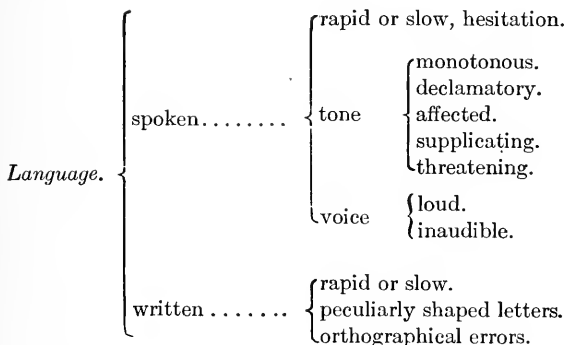 rapid or slow, hesitation.
monotonous.
declamatory.
spoken........ tone affected.
supplicating.
Language. threatening.
voice loud.
inaudible.
rapid or slow.
written ....... peculiarly shaped letters.
orthographical errors.